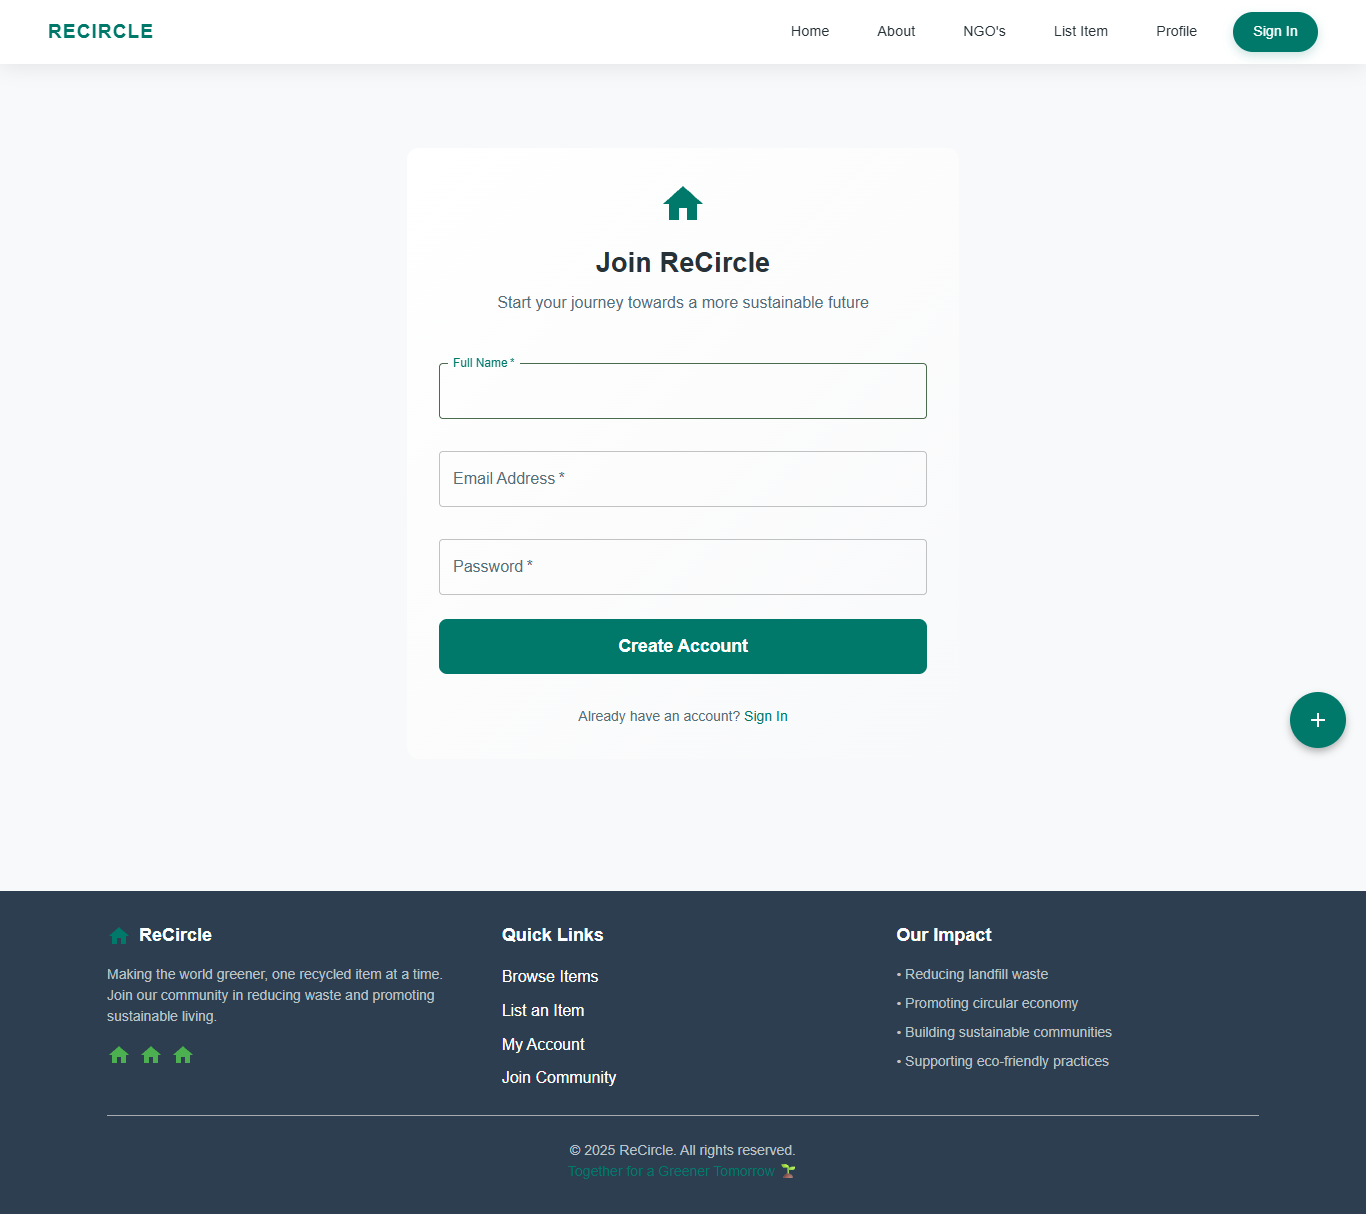 RECIRCLE
Home
About
NGO's
List Item
Profile
Sign In
Join ReCircle
Start your journey towards a more sustainable future
Full Name *
Email Address *
Password *
Create Account
Already have an account? Sign In
ReCircle
Making the world greener, one recycled item at a time.
Join our community in reducing waste and promoting
sustainable living.
Quick Links
Browse Items
List an Item
My Account
Join Community
Our Impact
• Reducing landfill waste
• Promoting circular economy
• Building sustainable communities
• Supporting eco-friendly practices
© 2025 ReCircle. All rights reserved.
Together for a Greener Tomorrow 🌱